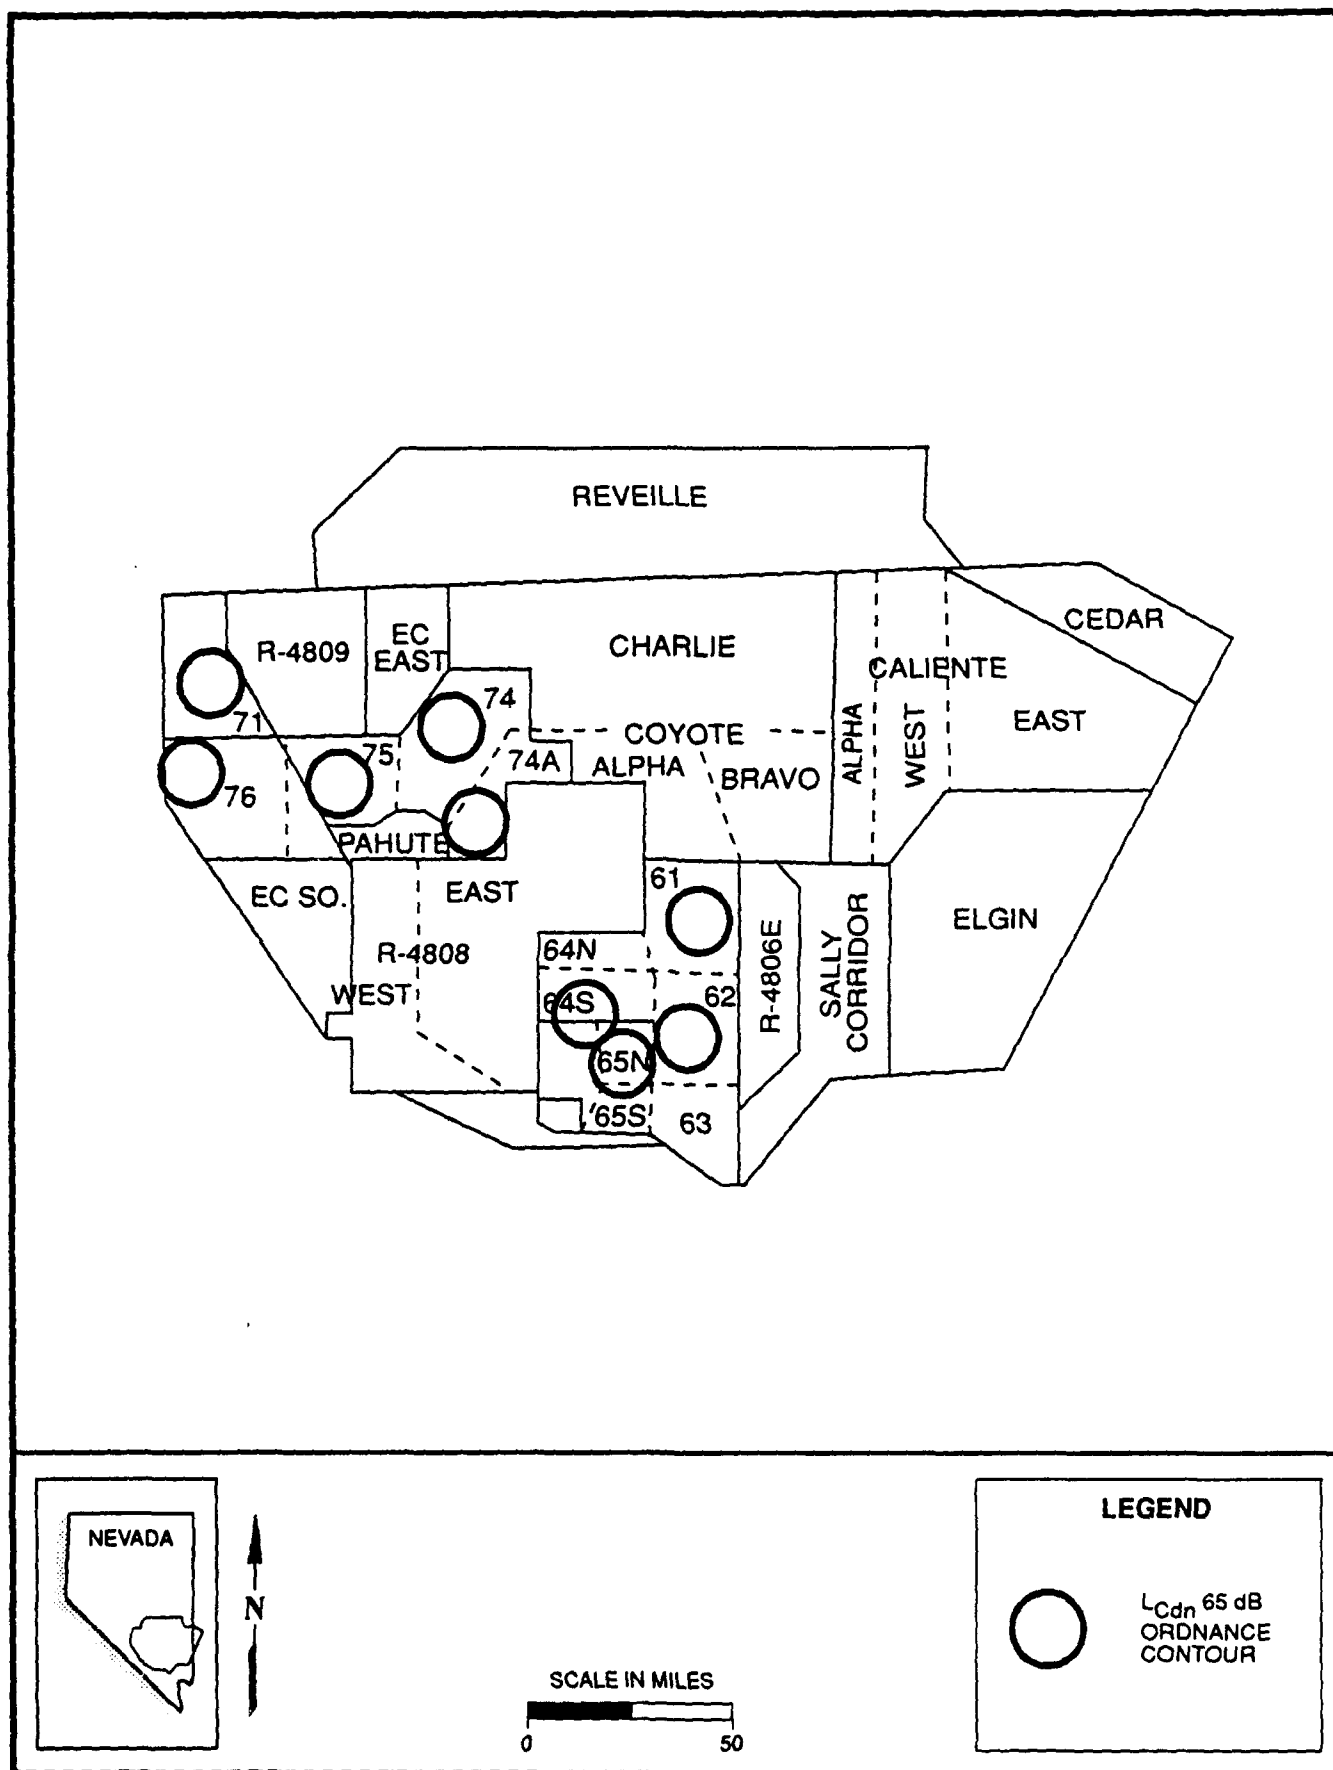 REVEILLE
CEDAR
R-4809
EC
EAST
CHARLIE
CALIENTE
71
74
EAST
COYOTE
ALPHA
WEST
75
74A
ALPHA
BRAVO
76
PAHUTE
EC SO.
EAST
61
ELGIN
R-4808
64N
R-4806E
SALLY
CORRIDOR
WEST
64S
62
65N
65S
63
NEVADA
N
SCALE IN MILES
0
50
LEGEND
LCdn 65 dB
ORDNANCE
CONTOUR